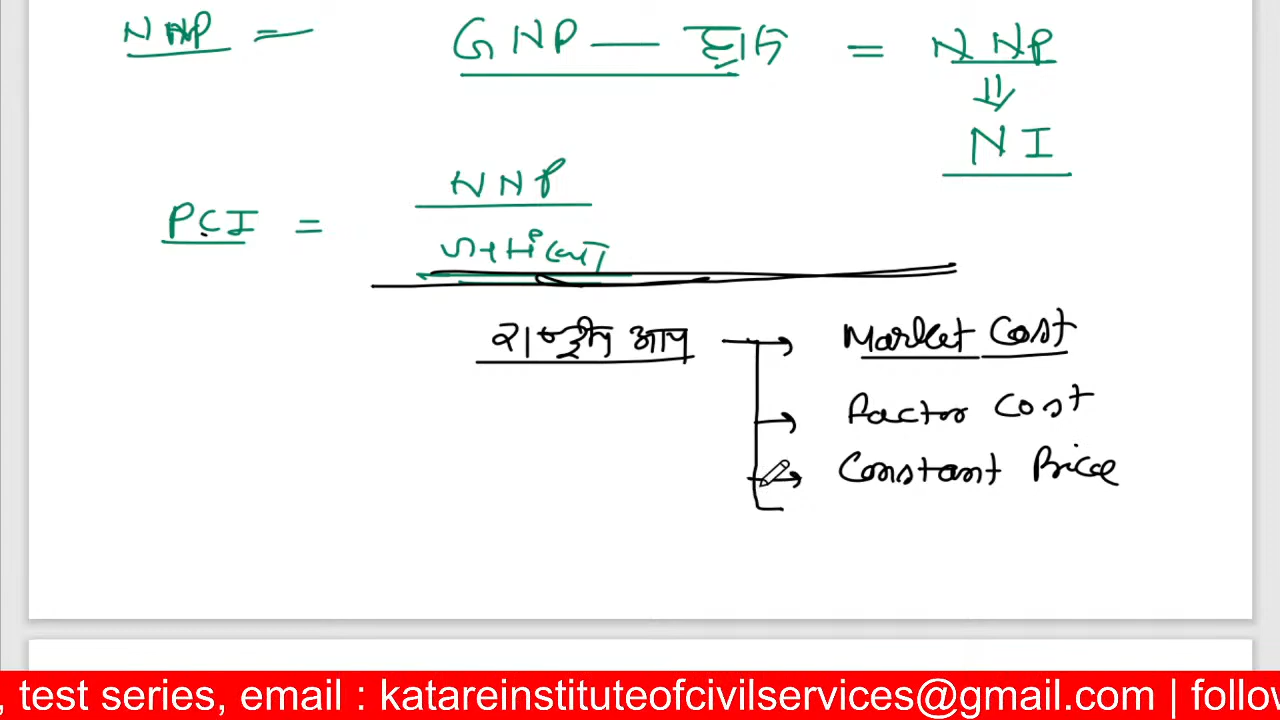 NNP = GNP — ह्रास = NNP
⇓
NI
PCI = NNP
जनसंख्या
राष्ट्रीय आय → Market Cost
→ Factor Cost
→ Constant Price
, test series, email : katareinstituteofcivilservices@gmail.com | follow